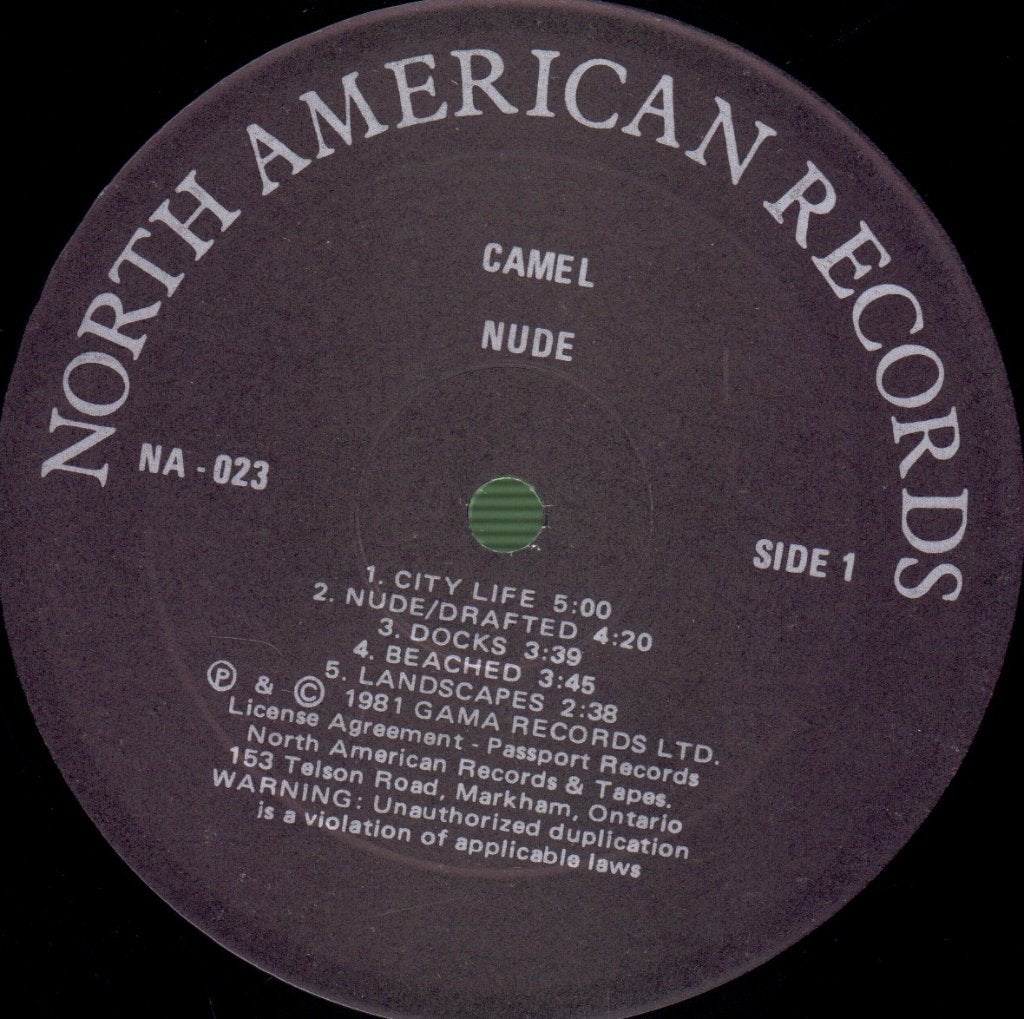 NORTH AMERICAN RECORDS
CAMEL
NUDE
NA - 023
SIDE 1
1. CITY LIFE 5:00
2. NUDE/DRAFTED 4:20
3. DOCKS 3:39
4. BEACHED 3:45
5. LANDSCAPES 2:38
Ⓟ & © 1981 GAMA RECORDS LTD.
License Agreement - Passport Records
North American Records & Tapes.
153 Telson Road, Markham, Ontario
WARNING: Unauthorized duplication
is a violation of applicable laws